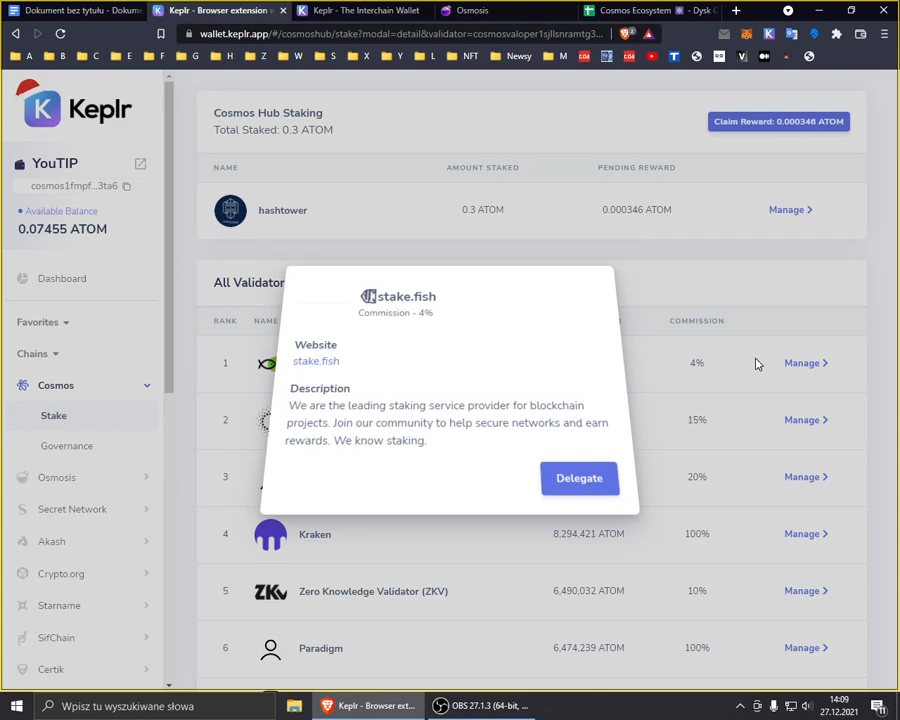 Dokument bez tytułu - Dokume
Keplr - Browser extension w
Keplr - The Interchain Wallet
Osmosis
Cosmos Ecosystem - Dysk G
wallet.keplr.app/#/cosmoshub/stake?modal=detail&validator=cosmosvaloper1sjllsnramtg3...
A B C D E F G H Z W S X Y L NFT Newsy M
Keplr
YouTIP
cosmos1fmpf...3ta6
Available Balance
0.07455 ATOM
Dashboard
Favorites
Chains
Cosmos
Stake
Governance
Osmosis
Secret Network
Akash
Crypto.org
Starname
SifChain
Certik
Cosmos Hub Staking
Total Staked: 0.3 ATOM
Claim Reward: 0.000346 ATOM
NAME AMOUNT STAKED PENDING REWARD
hashtower 0.3 ATOM 0.000346 ATOM Manage
All Validator
RANK NAME COMMISSION
1 4% Manage
2 15% Manage
3 20% Manage
4 Kraken 8,294,421 ATOM 100% Manage
5 ZKV Zero Knowledge Validator (ZKV) 6,490,032 ATOM 10% Manage
6 Paradigm 6,474,239 ATOM 100% Manage
stake.fish
Commission - 4%
Website
stake.fish
Description
We are the leading staking service provider for blockchain
projects. Join our community to help secure networks and earn
rewards. We know staking.
Delegate
Wpisz tu wyszukiwane słowa
Keplr - Browser ext...
OBS 27.1.3 (64-bit, ...
14:09
27.12.2021